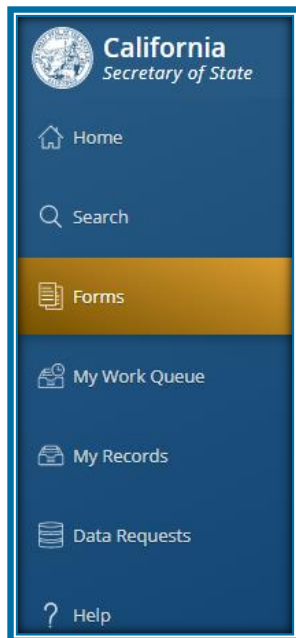 California
Secretary of State
Home
Search
Forms
My Work Queue
My Records
Data Requests
Help